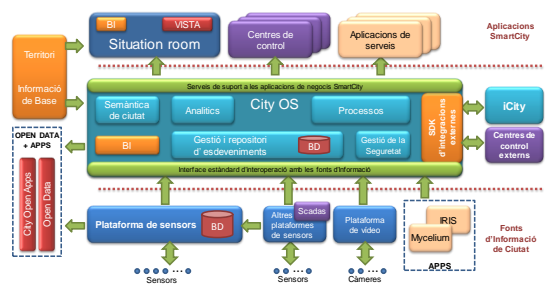 BI
VISTA
Situation room
Centres de
control
Aplicacions de
serveis
Aplicacions
SmartCity
Territori
Informació
de Base
Serveis de suport a les aplicacions de negocis SmartCity
City OS
Semàntica
de ciutat
Analitics
Processos
BI
Gestió i repositori
d' esdeveniments
BD
Gestió de la
Seguretat
SDK
d'integracions
externes
iCity
Centres de
control
externs
Interface estàndard d'interoperació amb les fonts d'Informació
OPEN DATA
+ APPS
City Open Apps
Open Data
Plataforma de sensors
BD
Altres
plataformes
de sensors
Scadas
Plataforma
de vídeo
IRIS
Mycelium
APPS
Fonts
d'Informació
de Ciutat
Sensors
Sensors
Càmeres